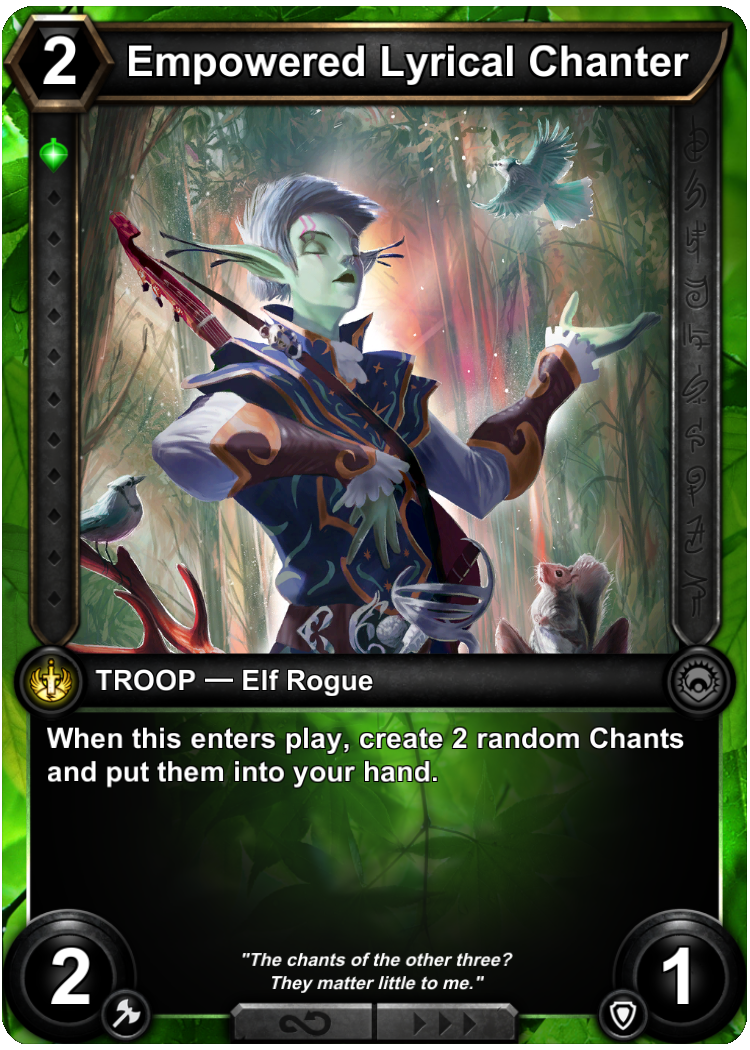 2
Empowered Lyrical Chanter
TROOP — Elf Rogue
When this enters play, create 2 random Chants
and put them into your hand.
"The chants of the other three?
They matter little to me."
2
1